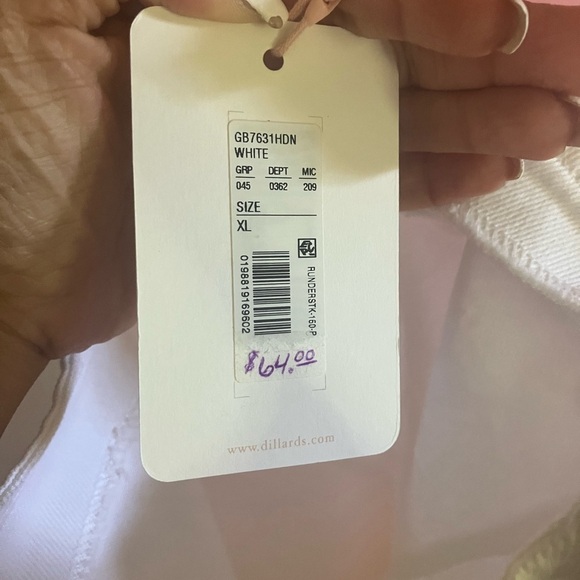 GB7631HDN
WHITE
GRP DEPT MIC
045 0362 209
SIZE
XL
0198819169602
RUNDERSTK-160-P
$64.00
www.dillards.com